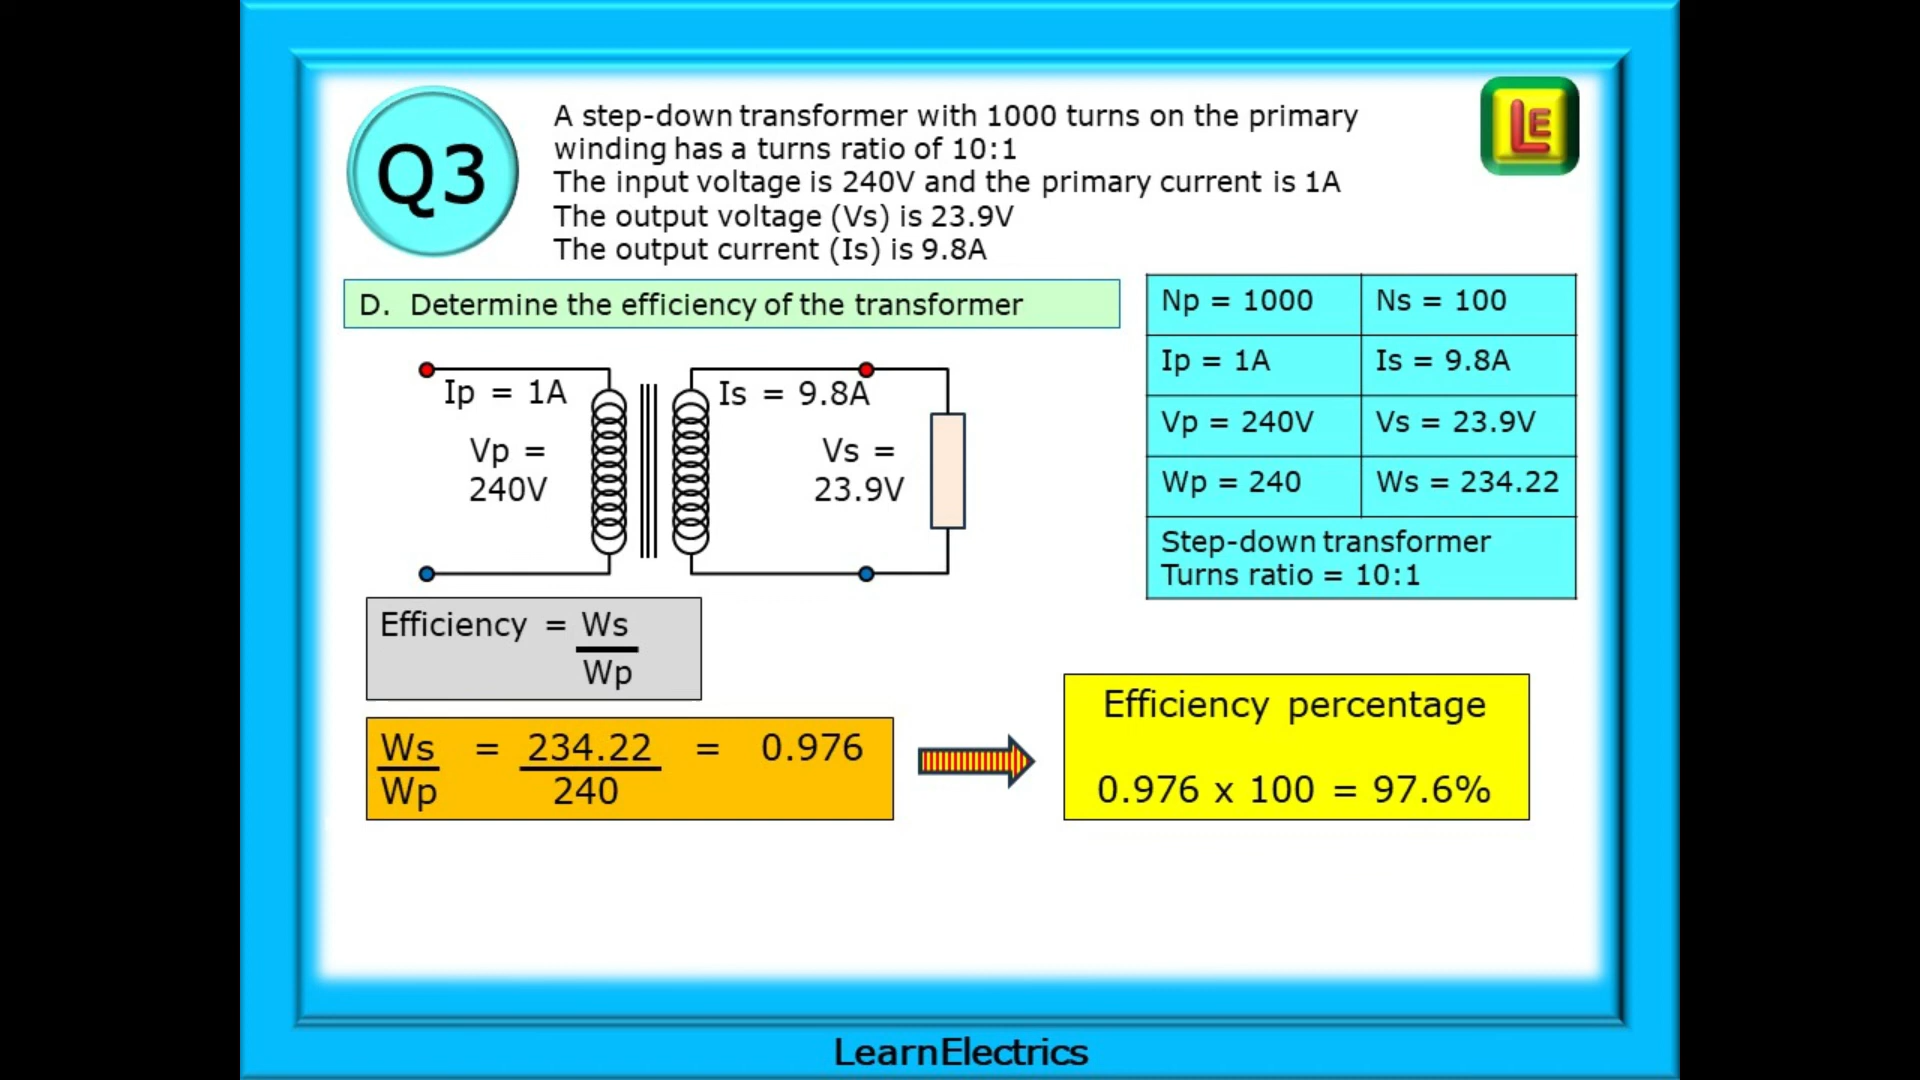 Q3
A step-down transformer with 1000 turns on the primary
winding has a turns ratio of 10:1
The input voltage is 240V and the primary current is 1A
The output voltage (Vs) is 23.9V
The output current (Is) is 9.8A
LE
D. Determine the efficiency of the transformer
Np = 1000 Ns = 100
Ip = 1A Is = 9.8A
Vp = 240V Vs = 23.9V
Wp = 240 Ws = 234.22
Step-down transformer
Turns ratio = 10:1
Ip = 1A
Vp =
240V
Is = 9.8A
Vs =
23.9V
Efficiency = Ws
Wp
Ws = 234.22 = 0.976
Wp 240
Efficiency percentage
0.976 x 100 = 97.6%
LearnElectrics